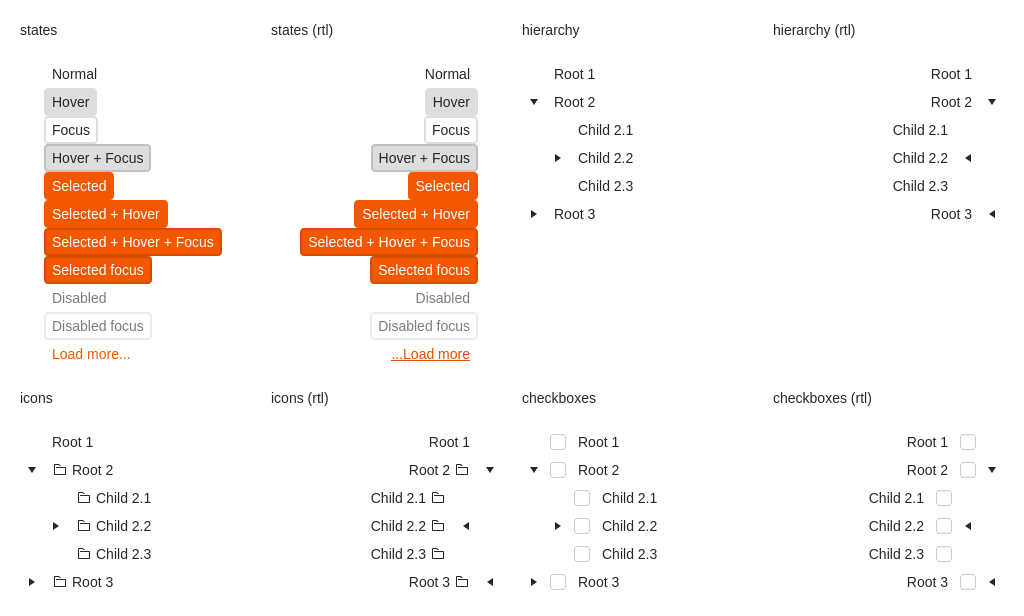 states
Normal
Hover
Focus
Hover + Focus
Selected
Selected + Hover
Selected + Hover + Focus
Selected focus
Disabled
Disabled focus
Load more...
states (rtl)
Normal
Hover
Focus
Hover + Focus
Selected
Selected + Hover
Selected + Hover + Focus
Selected focus
Disabled
Disabled focus
...Load more
hierarchy
Root 1
Root 2
Child 2.1
Child 2.2
Child 2.3
Root 3
hierarchy (rtl)
Root 1
Root 2
Child 2.1
Child 2.2
Child 2.3
Root 3
icons
Root 1
Root 2
Child 2.1
Child 2.2
Child 2.3
Root 3
icons (rtl)
Root 1
Root 2
Child 2.1
Child 2.2
Child 2.3
Root 3
checkboxes
Root 1
Root 2
Child 2.1
Child 2.2
Child 2.3
Root 3
checkboxes (rtl)
Root 1
Root 2
Child 2.1
Child 2.2
Child 2.3
Root 3